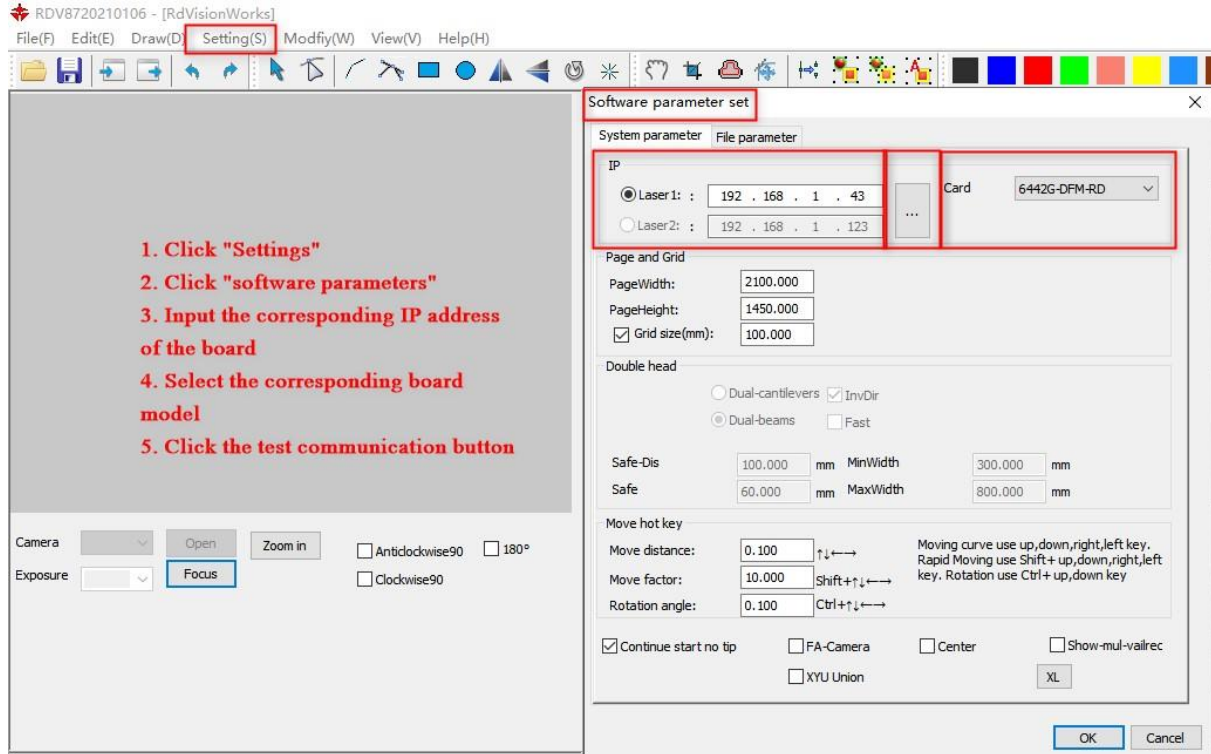 RDV8720210106 - [RdVisionWorks]
File(F) Edit(E) Draw(D) Setting(S) Modfiy(W) View(V) Help(H)
Software parameter set
System parameter File parameter
IP
Laser1: : 192 . 168 . 1 . 43
... Card 6442G-DFM-RD
Laser2: : 192 . 168 . 1 . 123
1. Click "Settings"
2. Click "software parameters"
3. Input the corresponding IP address
of the board
4. Select the corresponding board
model
5. Click the test communication button
Page and Grid
PageWidth: 2100.000
PageHeight: 1450.000
Grid size(mm): 100.000
Double head
Dual-cantilevers InvDir
Dual-beams Fast
Safe-Dis 100.000 mm MinWidth 300.000 mm
Safe 60.000 mm MaxWidth 800.000 mm
Move hot key
Move distance: 0.100 ↑↓←→
Move factor: 10.000 Shift+↑↓←→
Rotation angle: 0.100 Ctrl+↑↓←→
Moving curve use up,down,right,left key.
Rapid Moving use Shift+ up,down,right,left
key. Rotation use Ctrl+ up,down key
Continue start no tip FA-Camera Center Show-mul-vailrec
XYU Union XL
OK Cancel
Camera Open Zoom in Anticlockwise90 180°
Exposure Focus Clockwise90